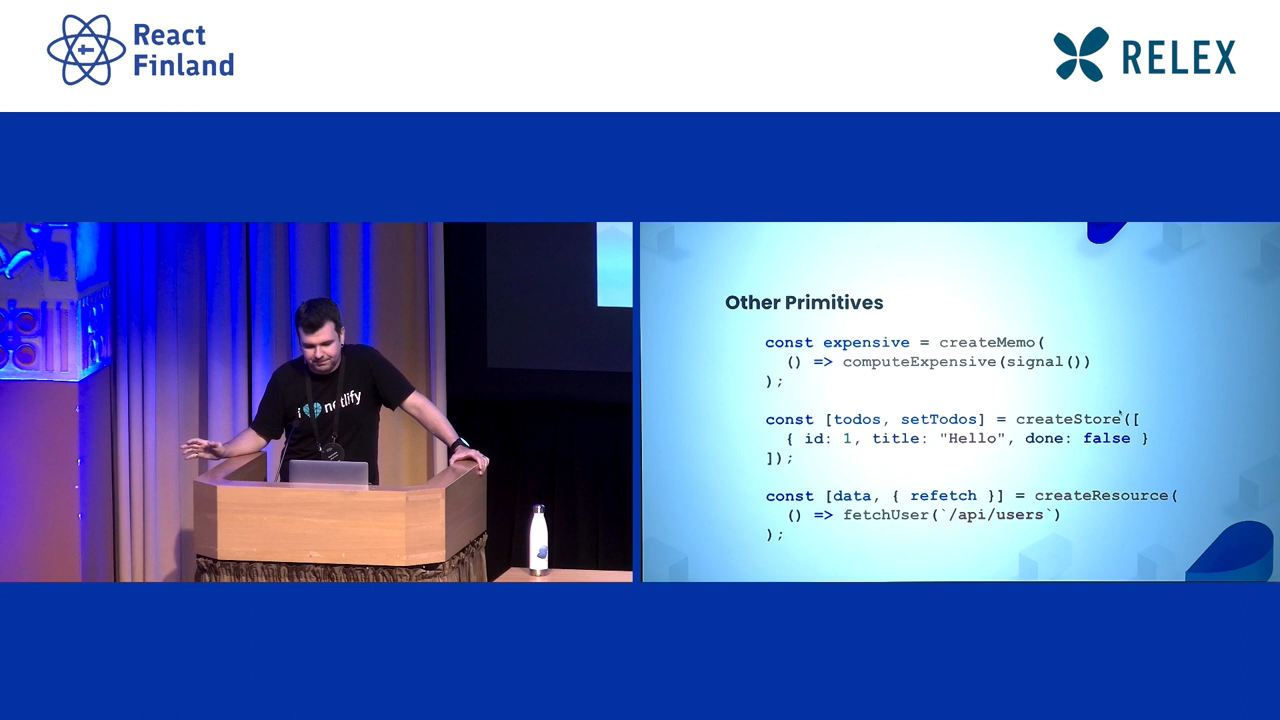 React
Finland
RELEX
i netlify
Other Primitives
const expensive = createMemo(
() => computeExpensive(signal())
);
const [todos, setTodos] = createStore([
{ id: 1, title: "Hello", done: false }
]);
const [data, { refetch }] = createResource(
() => fetchUser(`/api/users`)
);